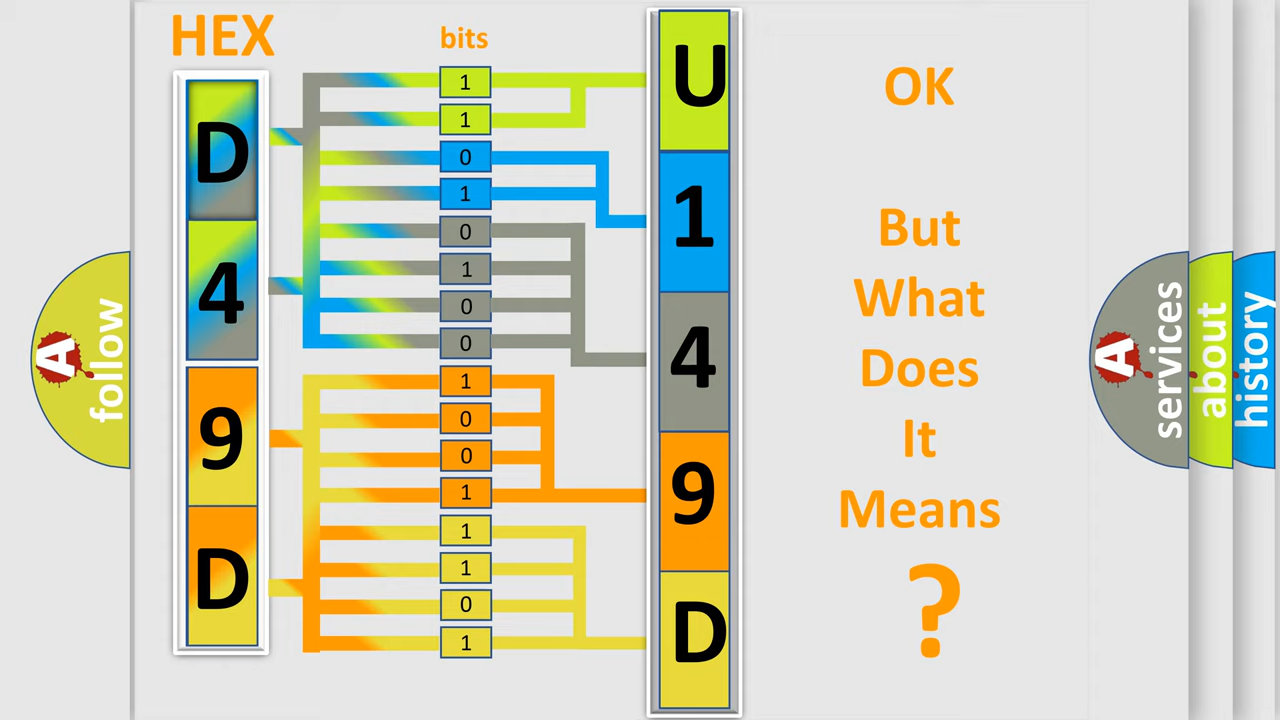 HEX
bits
D
4
9
D
1
1
0
1
0
1
0
0
1
0
0
1
1
1
0
1
U
1
4
9
D
OK
But
What
Does
It
Means
?
A
follow
A
services
about
history